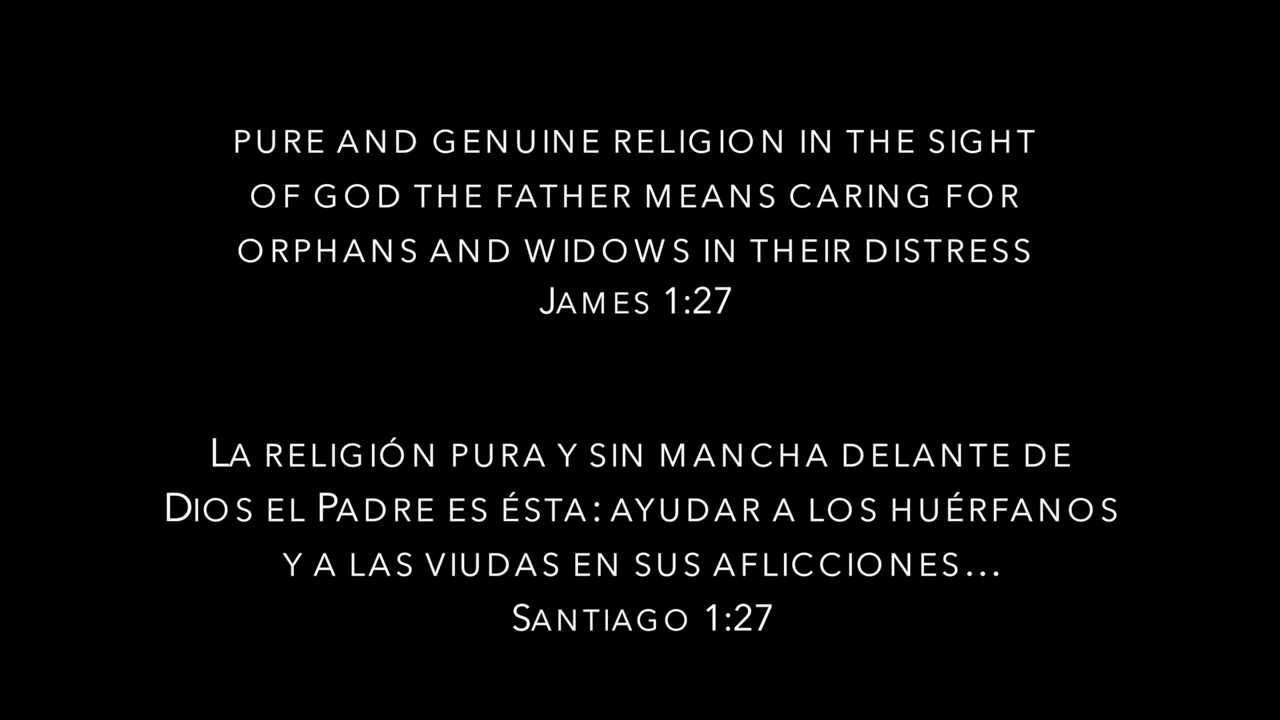 PURE AND GENUINE RELIGION IN THE SIGHT
OF GOD THE FATHER MEANS CARING FOR
ORPHANS AND WIDOWS IN THEIR DISTRESS
JAMES 1:27
LA RELIGIÓN PURA Y SIN MANCHA DELANTE DE
DIOS EL PADRE ES ÉSTA: AYUDAR A LOS HUÉRFANOS
Y A LAS VIUDAS EN SUS AFLICCIONES...
SANTIAGO 1:27